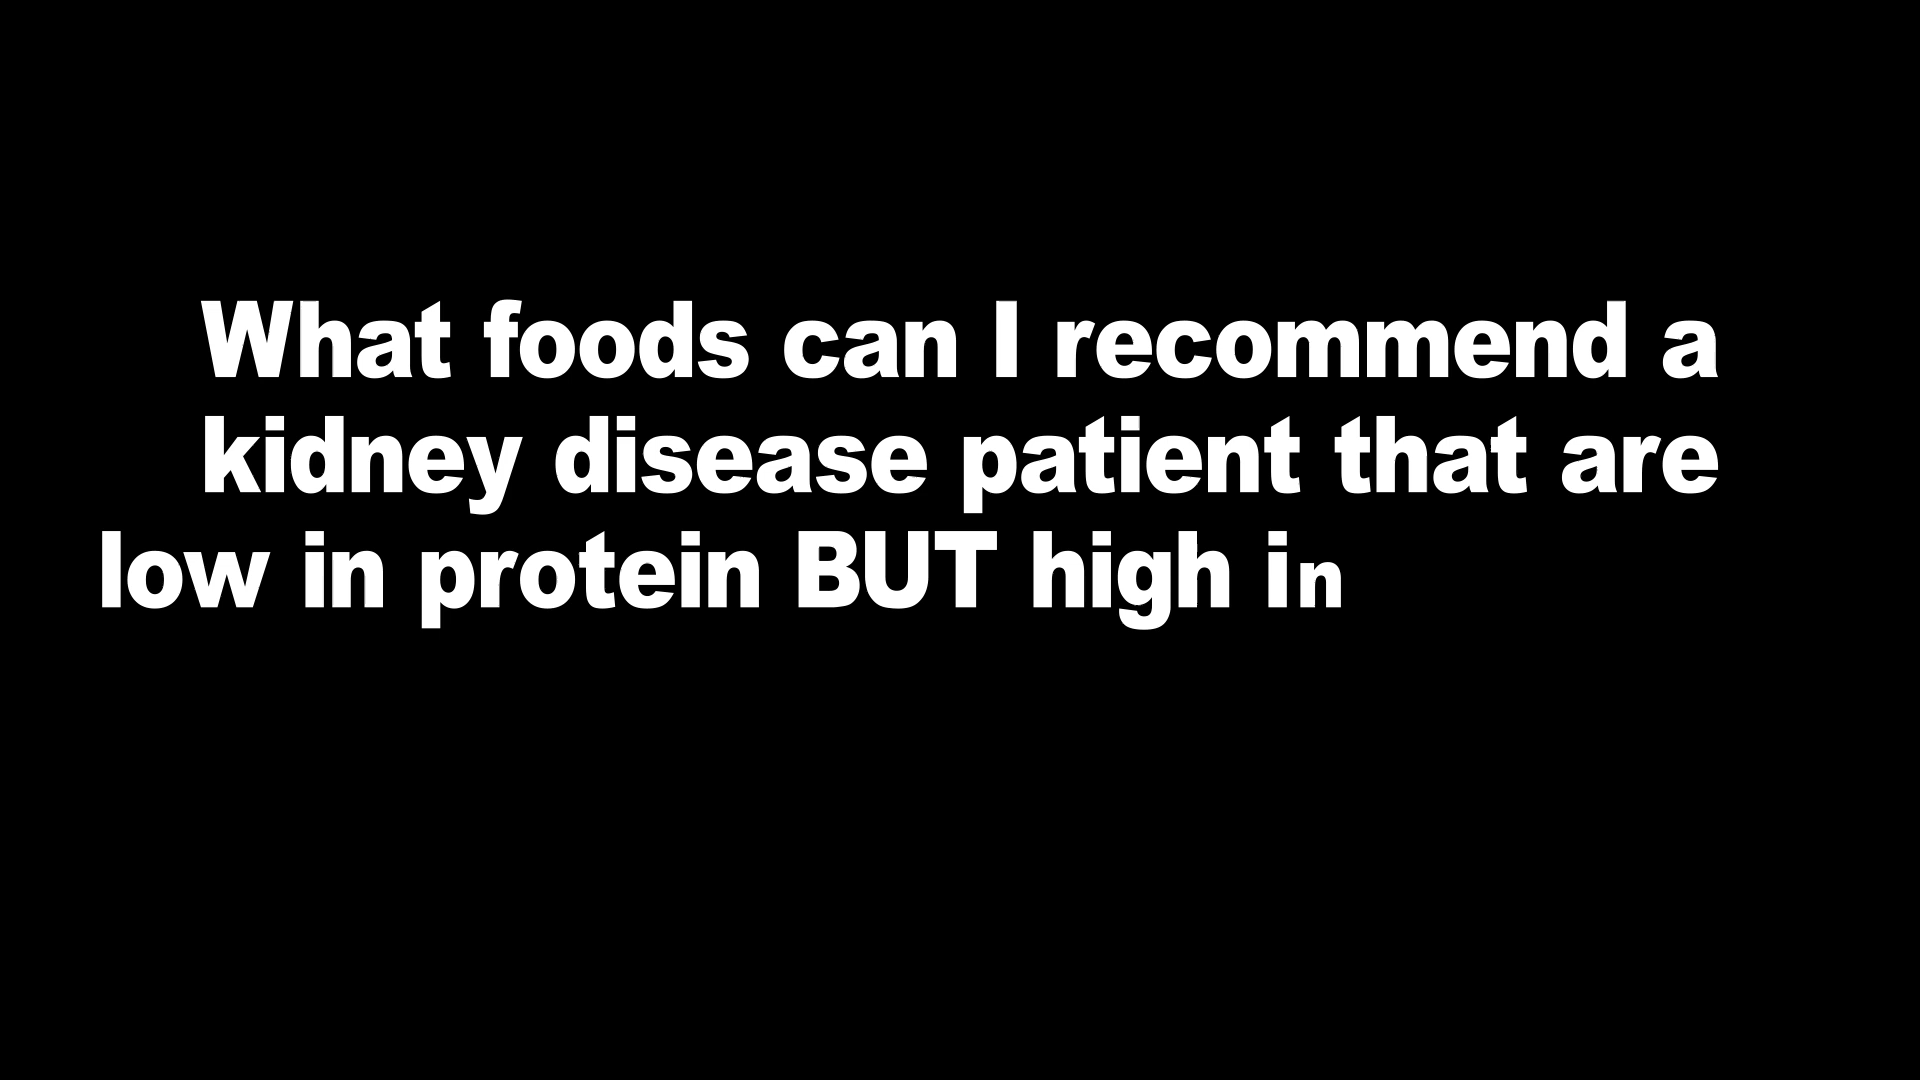 What foods can I recommend a
kidney disease patient that are
low in protein BUT high in